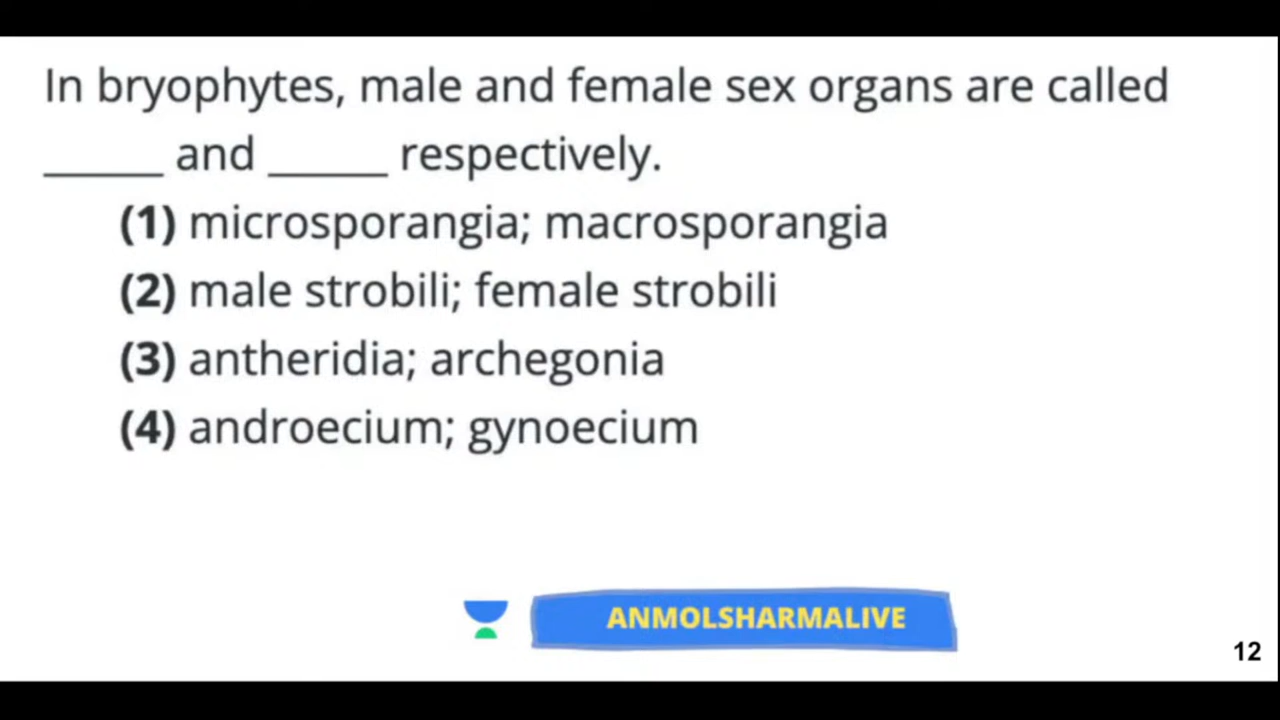 In bryophytes, male and female sex organs are called
______ and ______ respectively.
(1) microsporangia; macrosporangia
(2) male strobili; female strobili
(3) antheridia; archegonia
(4) androecium; gynoecium
ANMOLSHARMALIVE
12